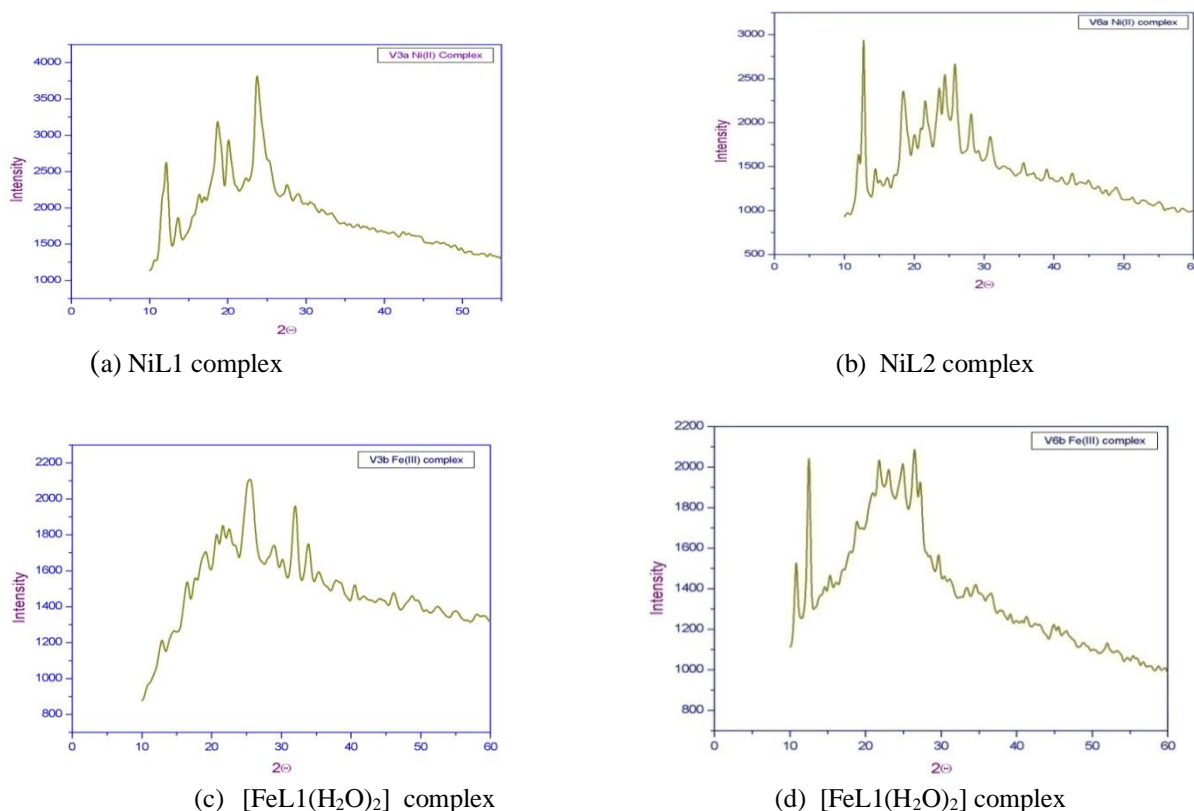 V3a Ni(II) Complex
4000
3500
3000
2500
2000
1500
1000
Intensity
0 10 20 30 40 50
2Θ
(a) NiL1 complex
V6a Ni(II) complex
3000
2500
2000
1500
1000
500
Intensity
0 10 20 30 40 50 60
2Θ
(b) NiL2 complex
V3b Fe(III) complex
2200
2000
1800
1600
1400
1200
1000
800
Intensity
0 10 20 30 40 50 60
2Θ
(c) [FeL1(H₂O)₂] complex
V6b Fe(III) complex
2200
2000
1800
1600
1400
1200
1000
800
Intensity
0 10 20 30 40 50 60
2Θ
(d) [FeL1(H₂O)₂] complex